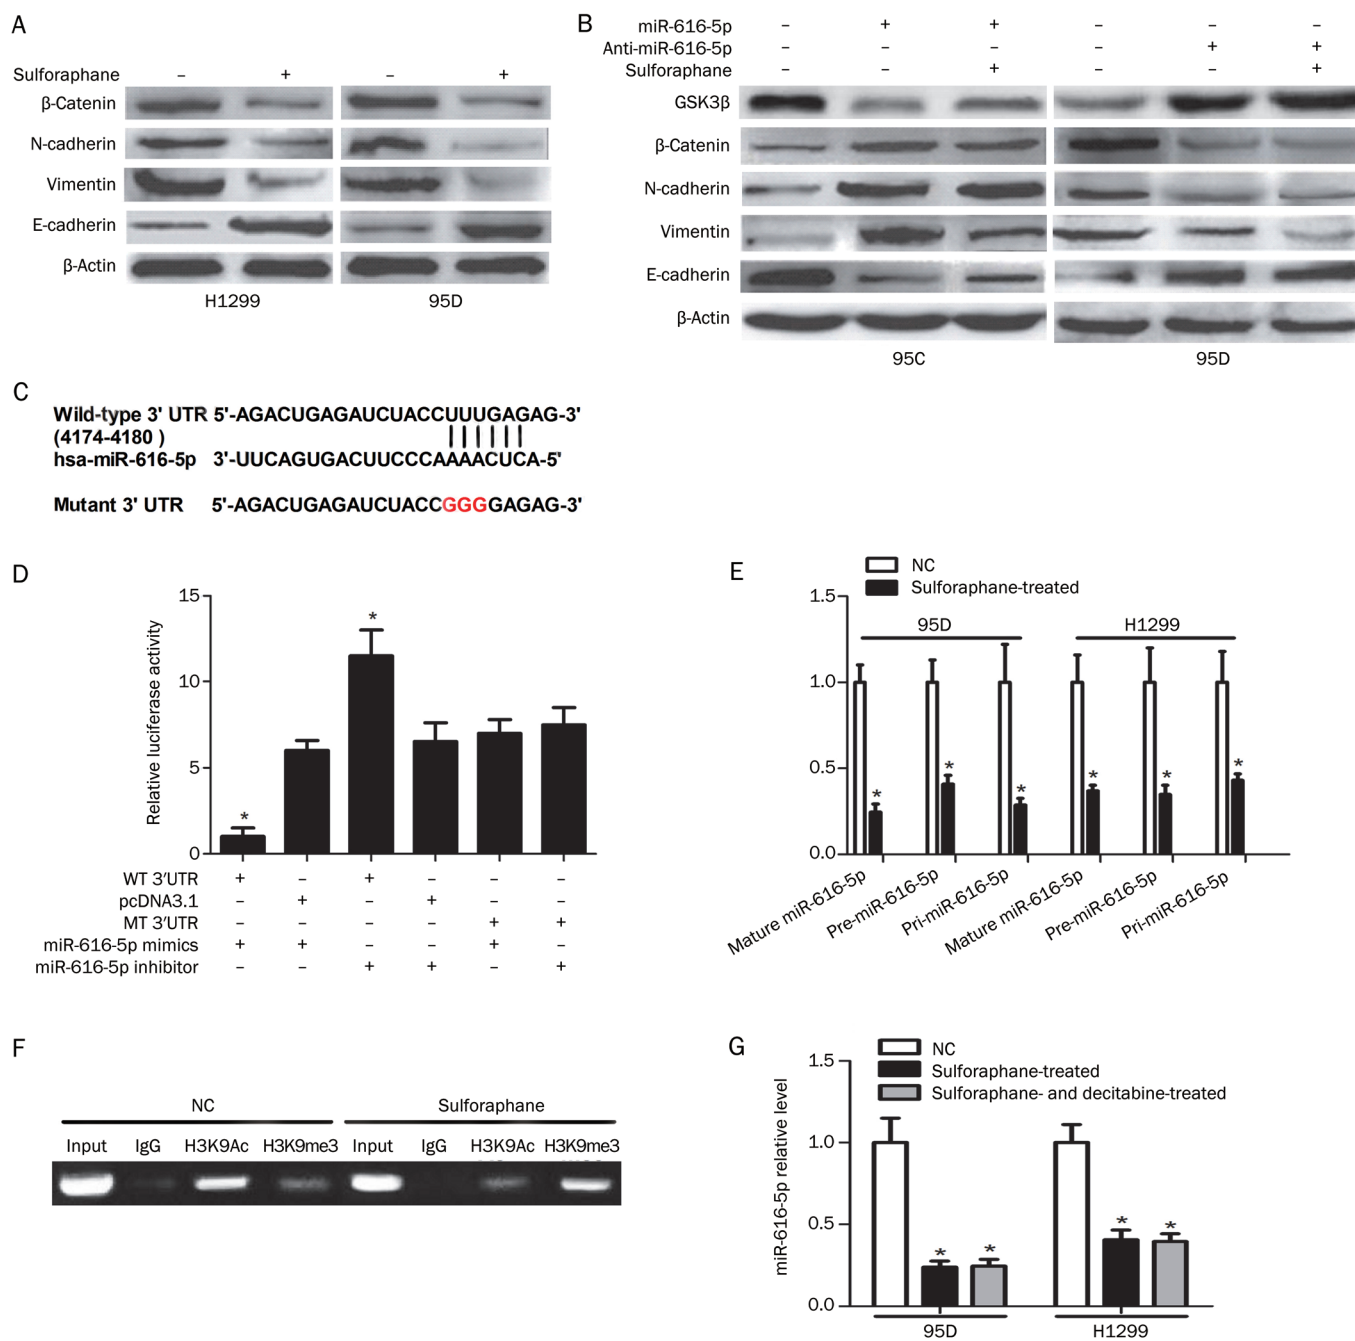 A
Sulforaphane – + – +
β-Catenin
N-cadherin
Vimentin
E-cadherin
β-Actin
H1299 95D
B
miR-616-5p – + + – – –
Anti-miR-616-5p – – – – + +
Sulforaphane – – + – – +
GSK3β
β-Catenin
N-cadherin
Vimentin
E-cadherin
β-Actin
95C 95D
C
Wild-type 3' UTR 5'-AGACUGAGAUCUACCUUUGAGAG-3'
(4174-4180 )
hsa-miR-616-5p 3'-UUCAGUGACUUCCCAAAACUCA-5'
Mutant 3' UTR 5'-AGACUGAGAUCUACCGGGGAGAG-3'
D
Relative luciferase activity
15
10
5
0
* *
WT 3'UTR + – + – – –
pcDNA3.1 – + – + – –
MT 3'UTR – – – – + +
miR-616-5p mimics + + – – + –
miR-616-5p inhibitor – – + + – +
E
NC
Sulforaphane-treated
1.5
1.0
0.5
0.0
95D H1299
* * * * * *
Mature miR-616-5p
Pre-miR-616-5p
Pri-miR-616-5p
Mature miR-616-5p
Pre-miR-616-5p
Pri-miR-616-5p
F
NC Sulforaphane
Input IgG H3K9Ac H3K9me3 Input IgG H3K9Ac H3K9me3
G
NC
Sulforaphane-treated
Sulforaphane- and decitabine-treated
miR-616-5p relative level
1.5
1.0
0.5
0.0
* * * *
95D H1299